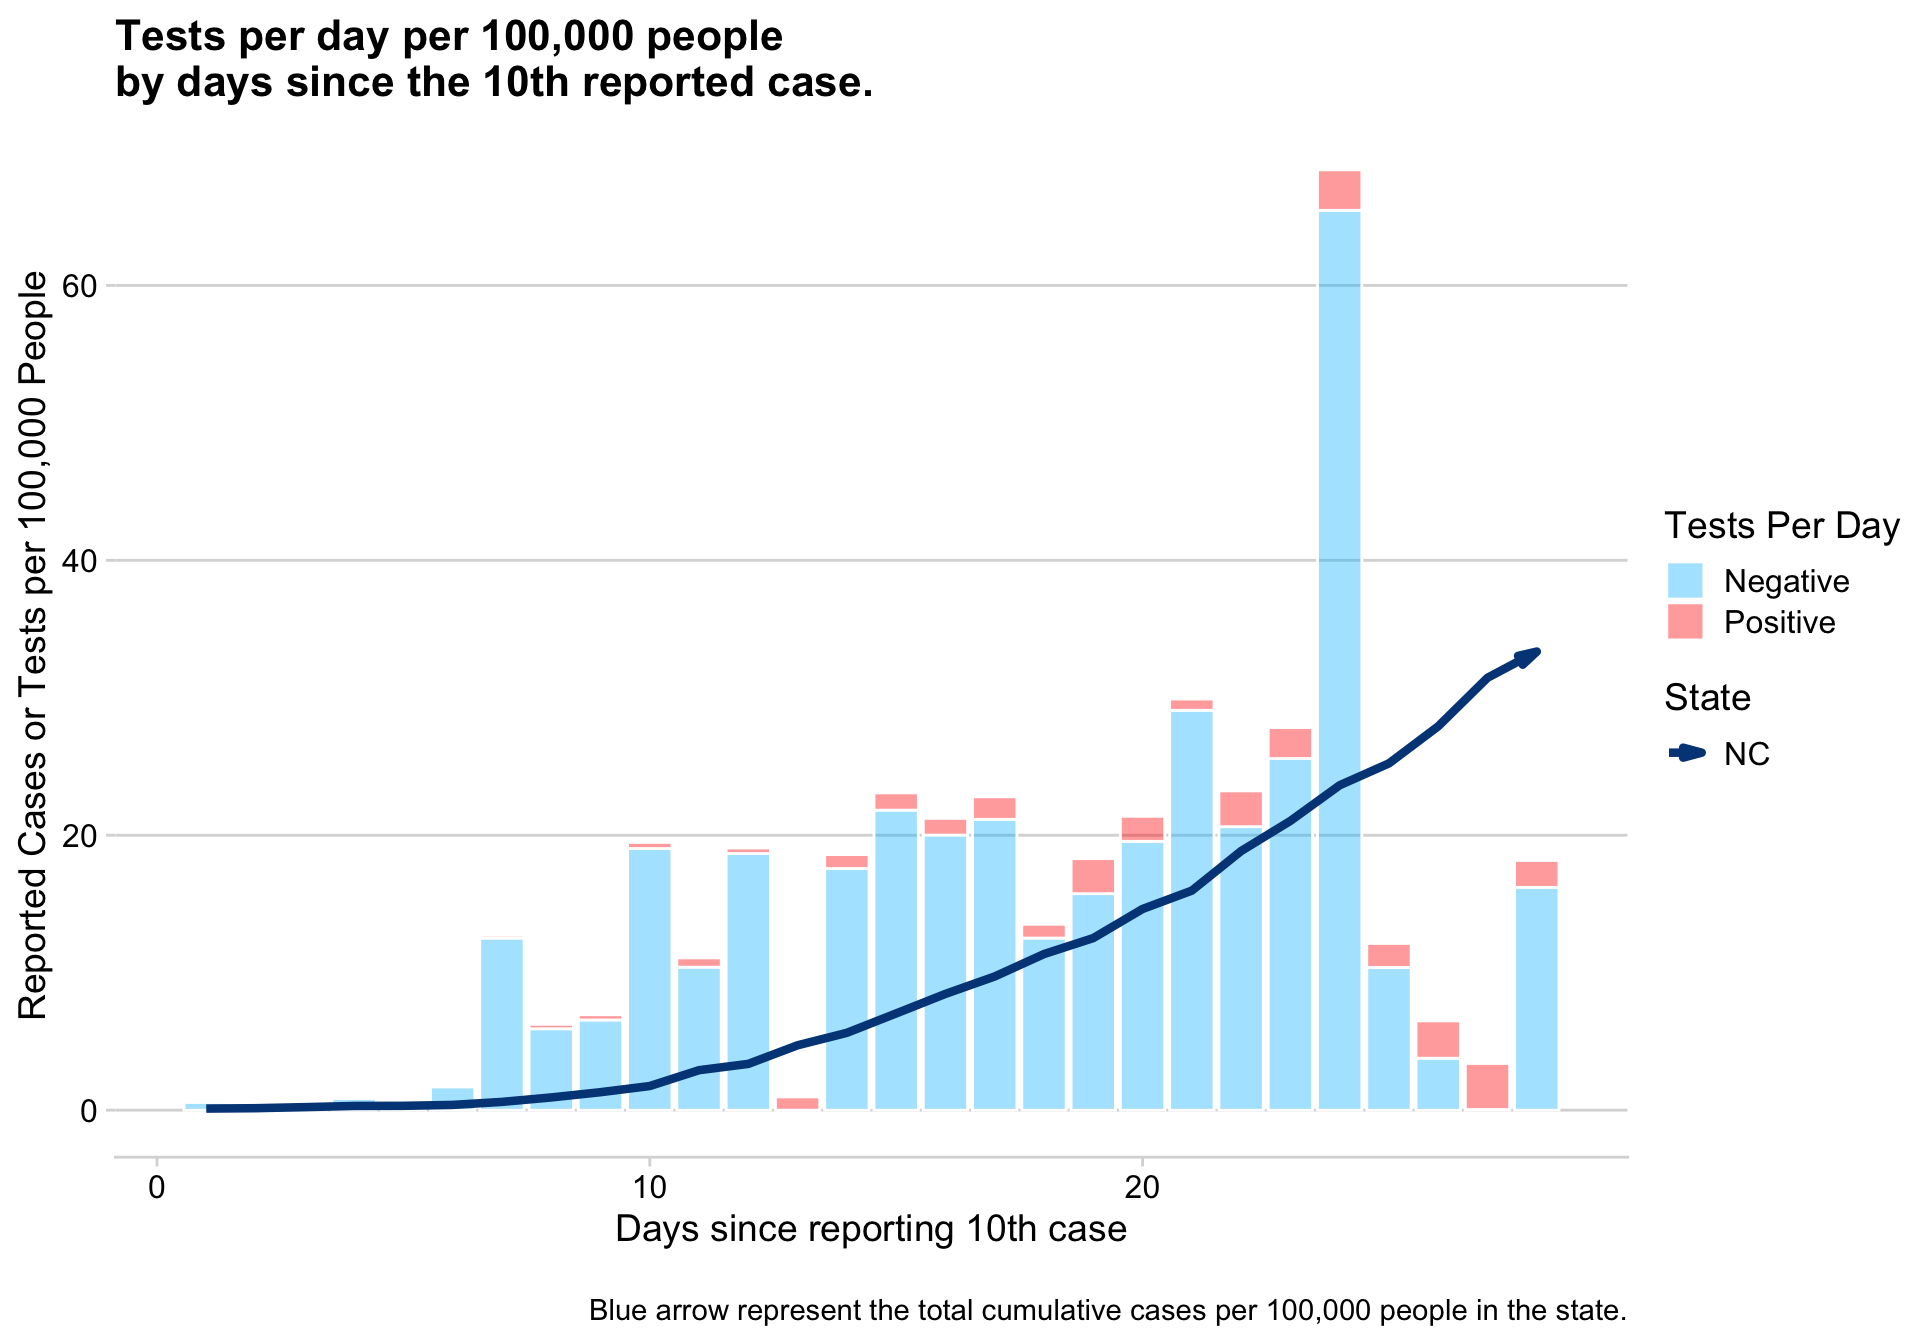 Tests per day per 100,000 people
by days since the 10th reported case.
Reported Cases or Tests per 100,000 People
60
40
20
0
0
10
20
Days since reporting 10th case
Tests Per Day
Negative
Positive
State
NC
Blue arrow represent the total cumulative cases per 100,000 people in the state.